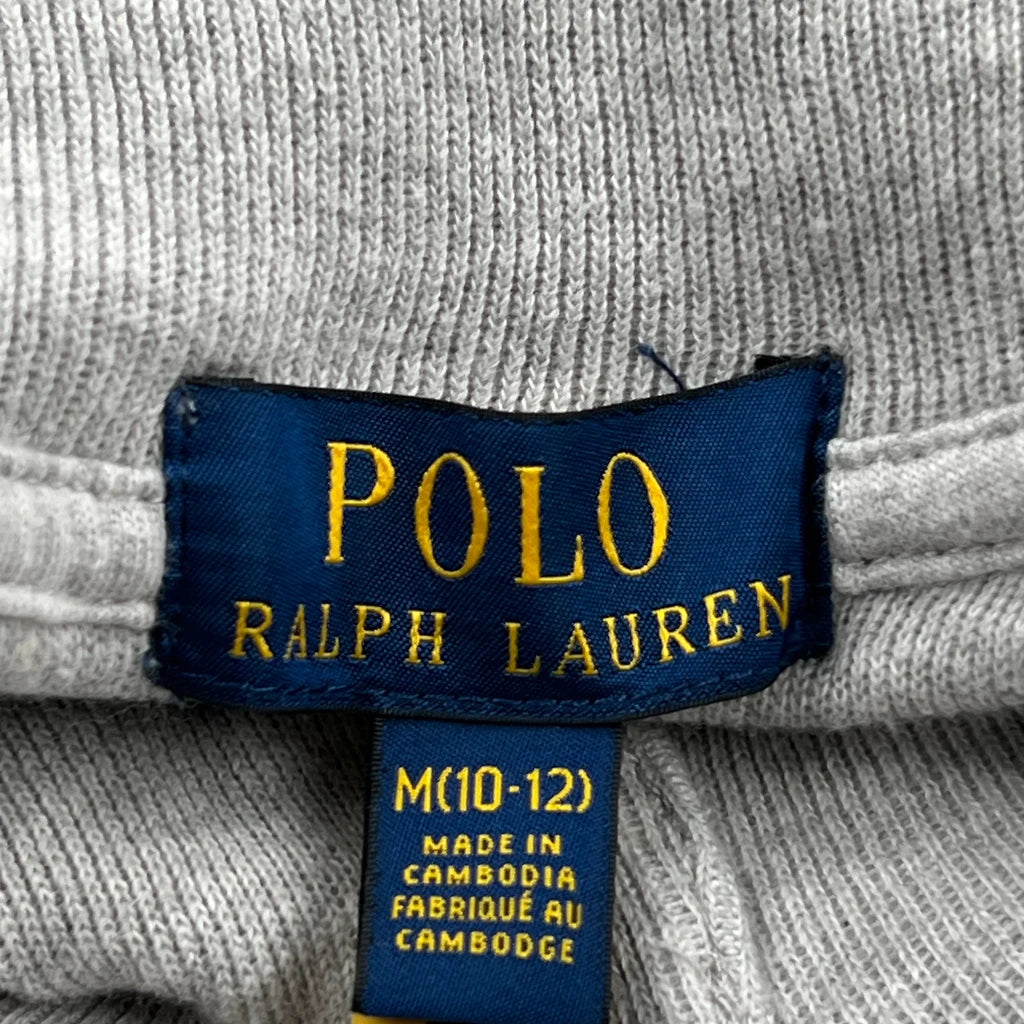 POLO
RALPH LAUREN
M(10-12)
MADE IN
CAMBODIA
FABRIQUÉ AU
CAMBODGE